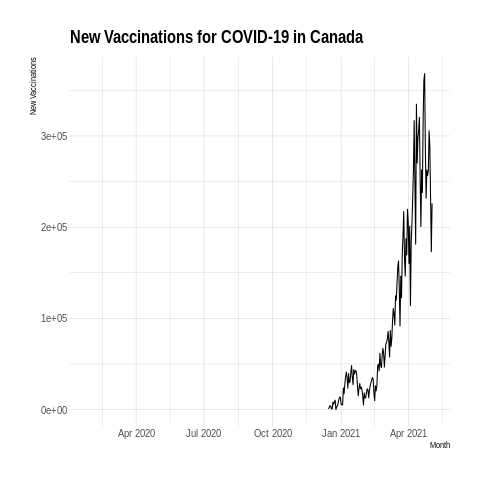 New Vaccinations for COVID-19 in Canada
New Vaccinations
3e+05
2e+05
1e+05
0e+00
Apr 2020 Jul 2020 Oct 2020 Jan 2021 Apr 2021
Month